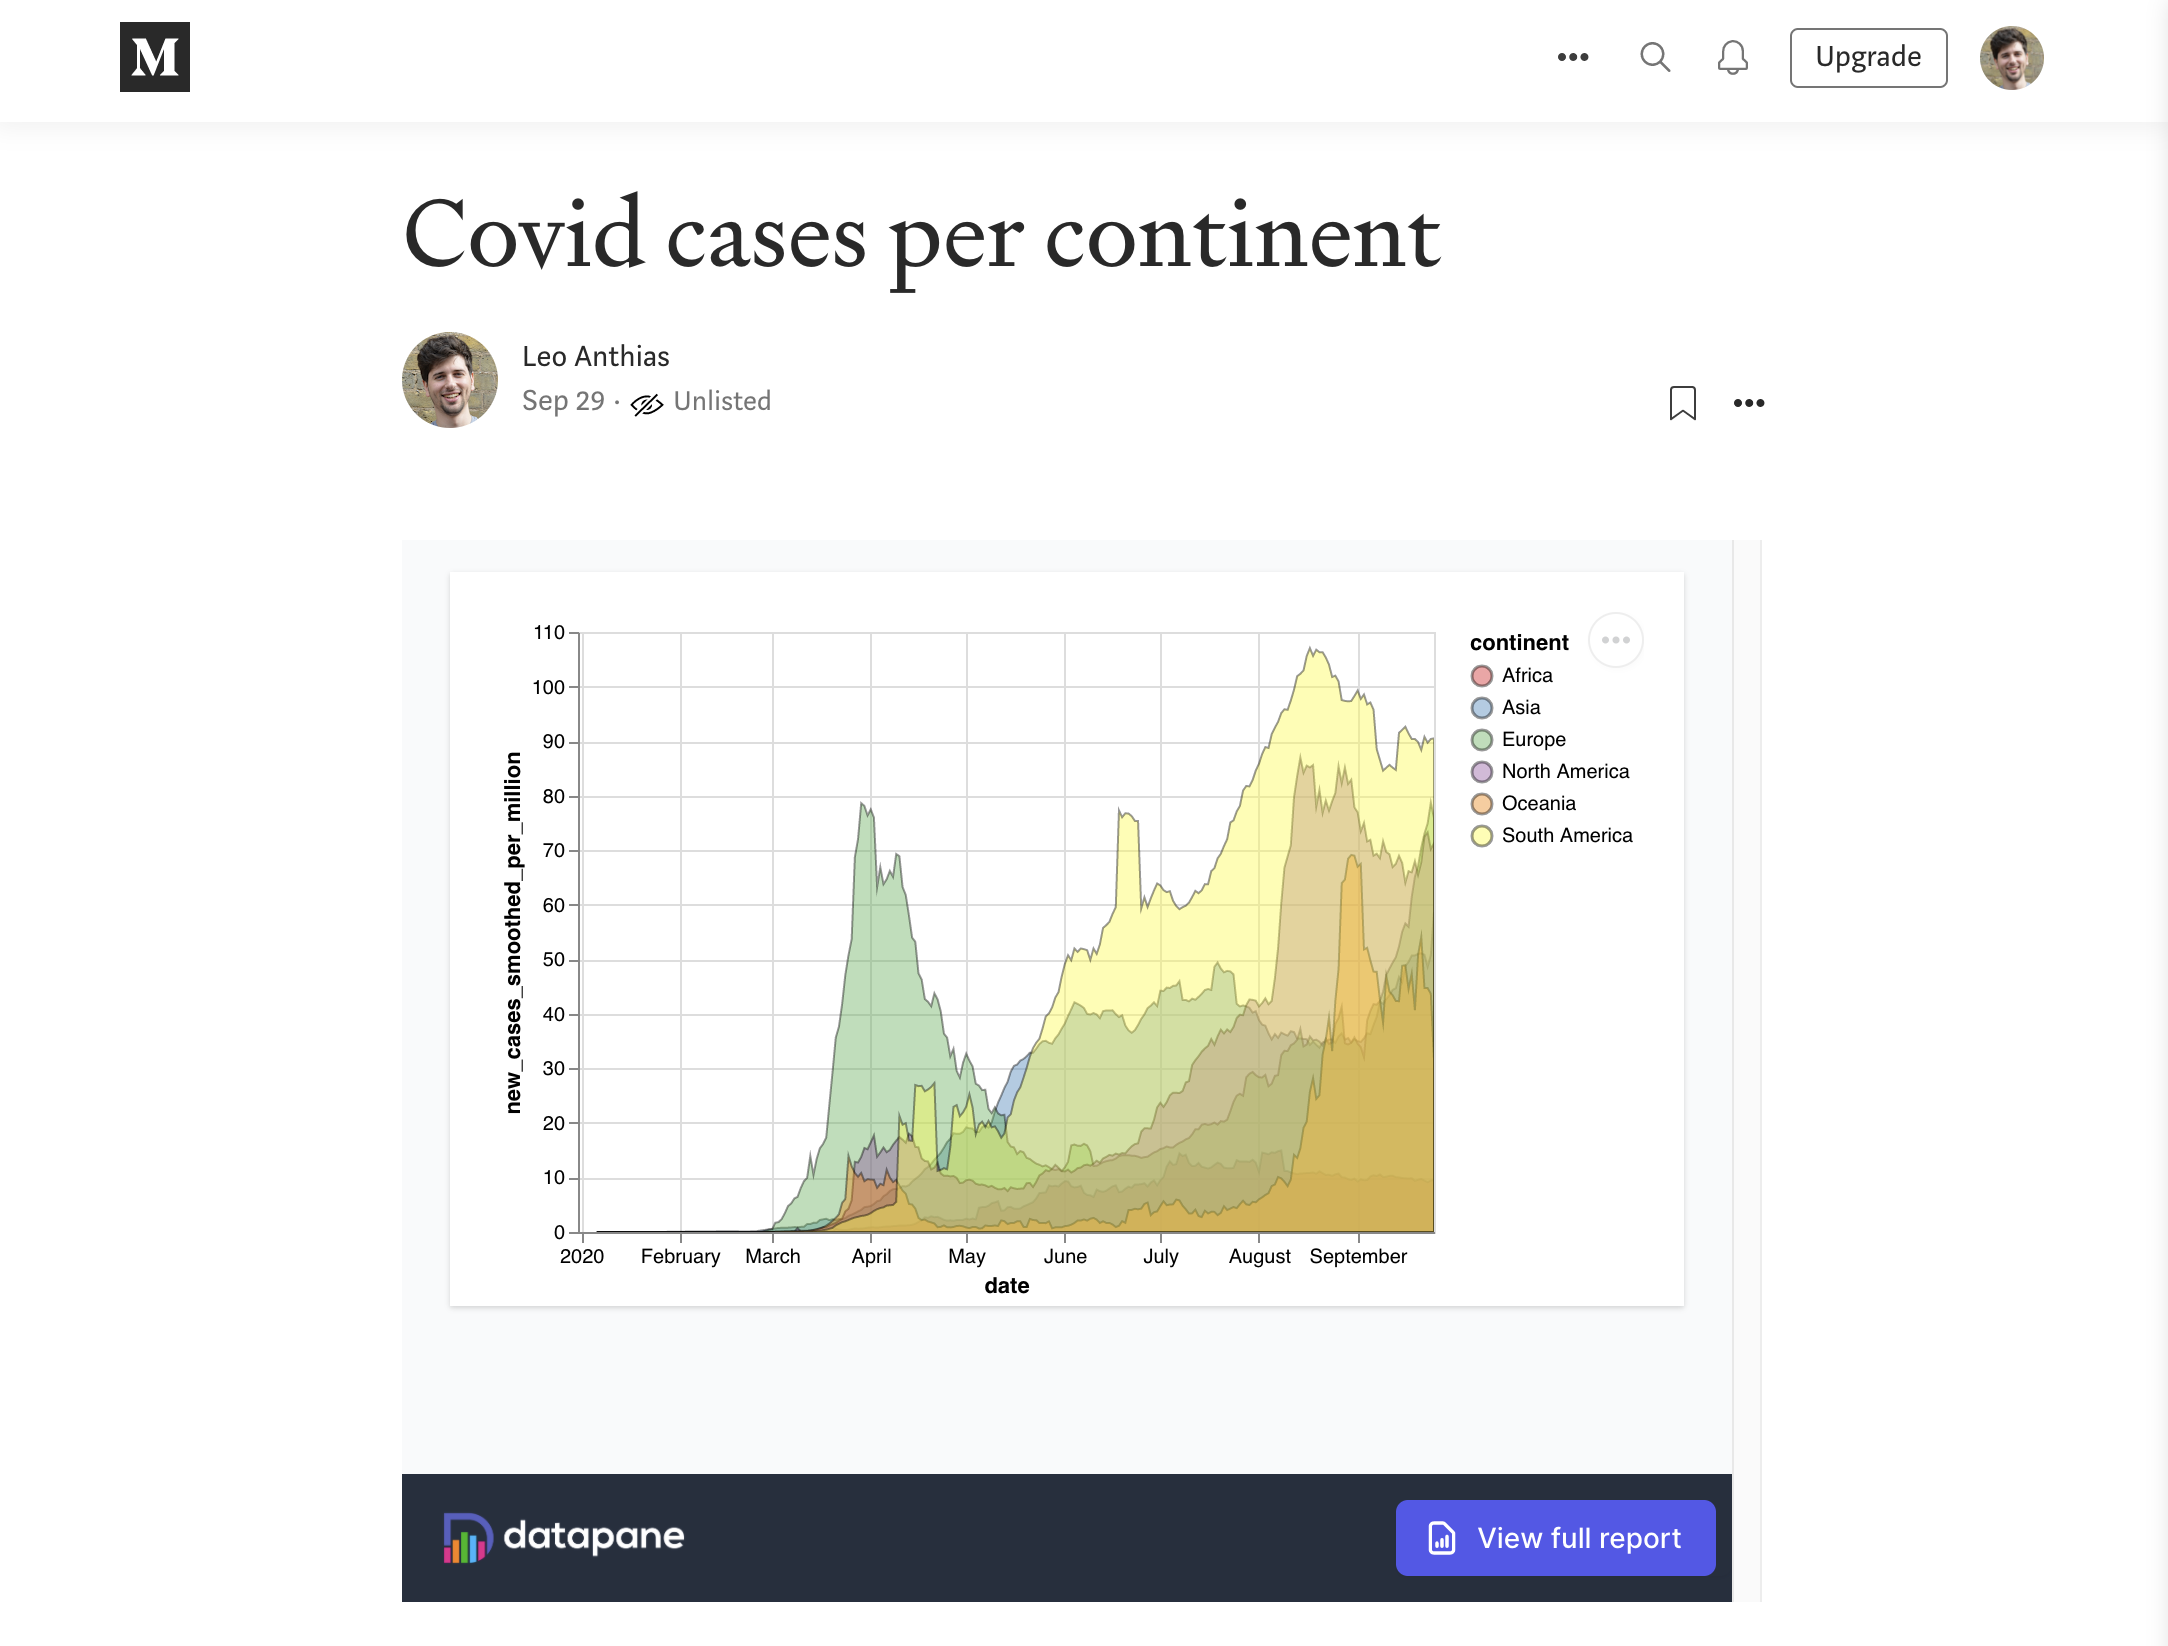 M
Upgrade
Covid cases per continent
Leo Anthias
Sep 29 · Unlisted
new_cases_smoothed_per_million
110
100
90
80
70
60
50
40
30
20
10
0
2020 February March April May June July August September
date
continent
Africa
Asia
Europe
North America
Oceania
South America
datapane
View full report